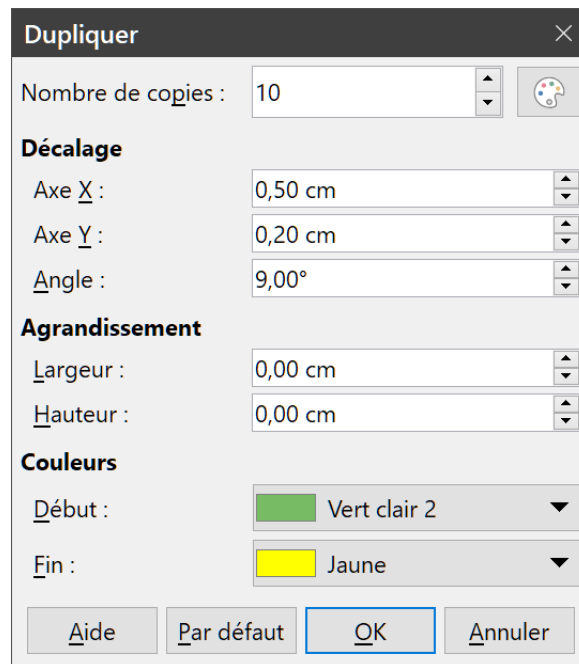 Dupliquer
Nombre de copies : 10
Décalage
Axe X : 0,50 cm
Axe Y : 0,20 cm
Angle : 9,00°
Agrandissement
Largeur : 0,00 cm
Hauteur : 0,00 cm
Couleurs
Début : Vert clair 2
Fin : Jaune
Aide Par défaut OK Annuler